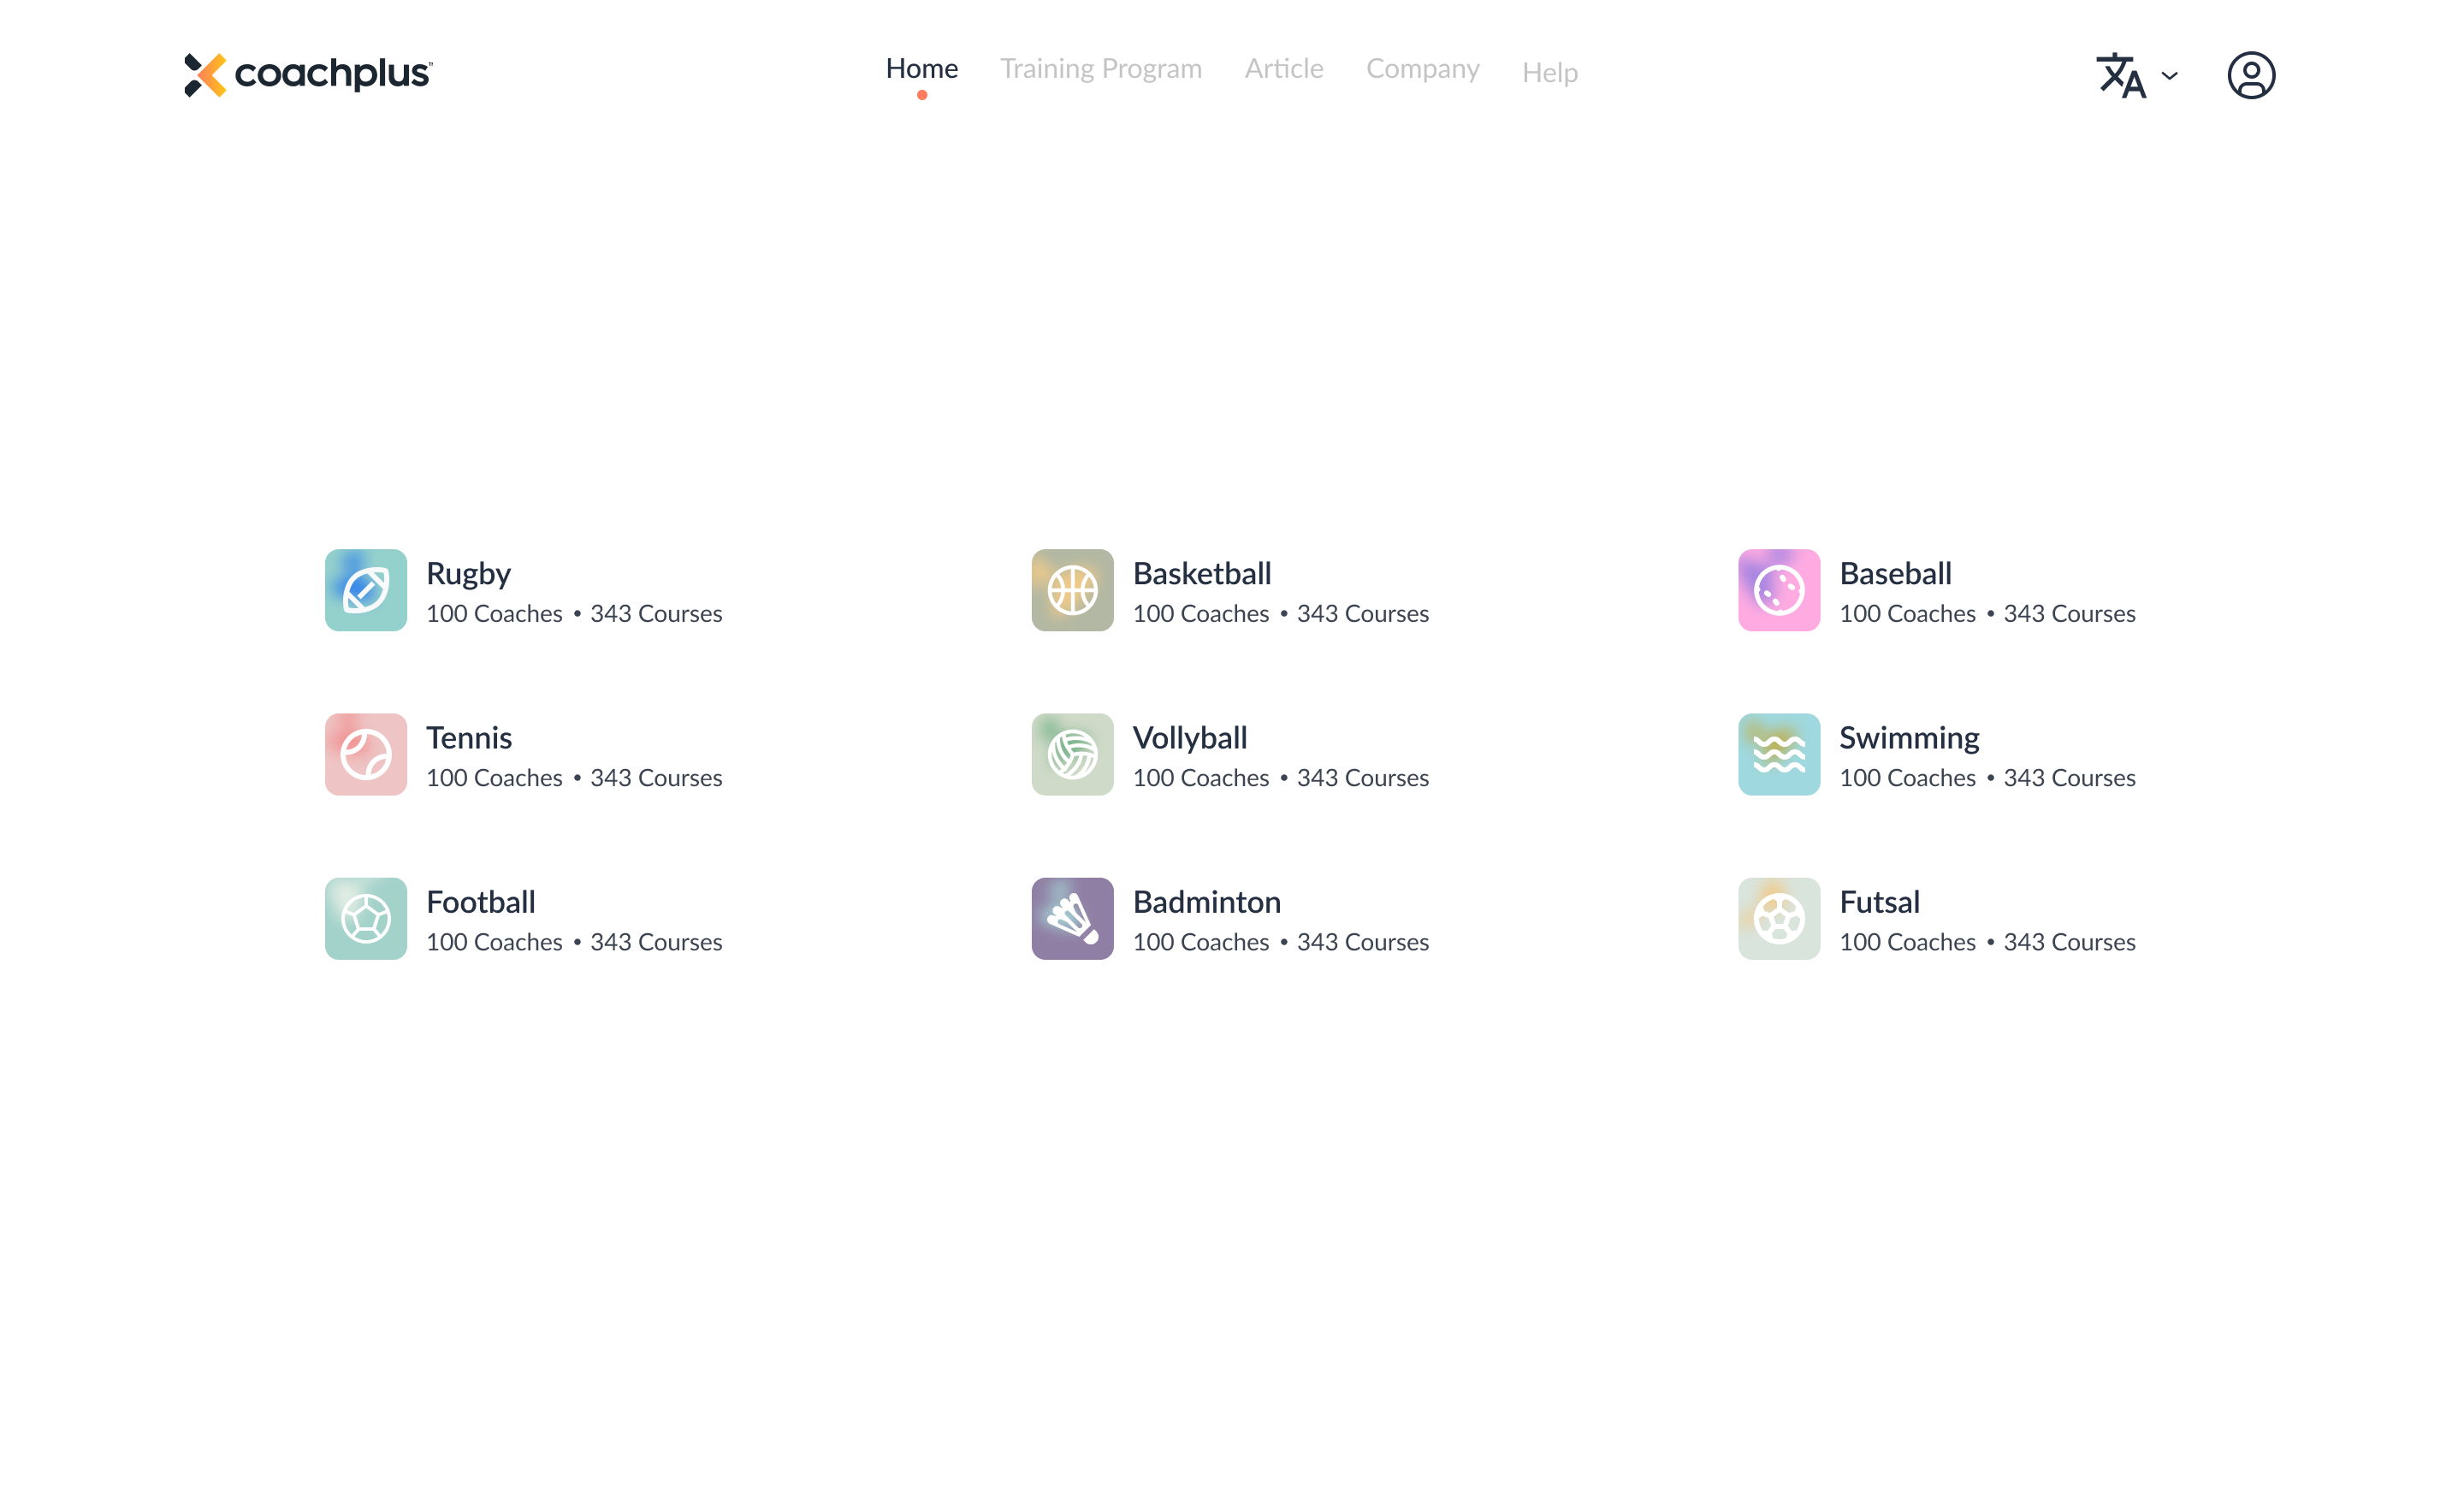 coachplus™
Home Training Program Article Company Help
Rugby
100 Coaches • 343 Courses
Basketball
100 Coaches • 343 Courses
Baseball
100 Coaches • 343 Courses
Tennis
100 Coaches • 343 Courses
Vollyball
100 Coaches • 343 Courses
Swimming
100 Coaches • 343 Courses
Football
100 Coaches • 343 Courses
Badminton
100 Coaches • 343 Courses
Futsal
100 Coaches • 343 Courses